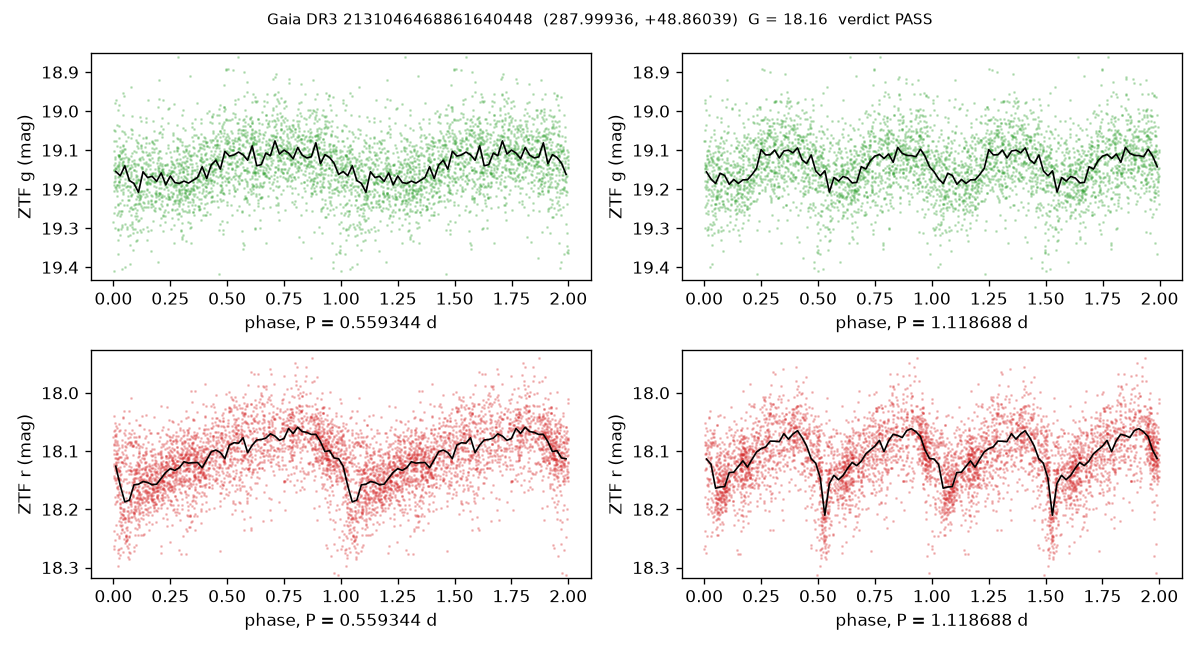 Gaia DR3 2131046468861640448  (287.99936, +48.86039)  G = 18.16  verdict PASS
ZTF g (mag)
18.9
19.0
19.1
19.2
19.3
19.4
0.00 0.25 0.50 0.75 1.00 1.25 1.50 1.75 2.00
phase, P = 0.559344 d
ZTF g (mag)
18.9
19.0
19.1
19.2
19.3
19.4
0.00 0.25 0.50 0.75 1.00 1.25 1.50 1.75 2.00
phase, P = 1.118688 d
ZTF r (mag)
18.0
18.1
18.2
18.3
0.00 0.25 0.50 0.75 1.00 1.25 1.50 1.75 2.00
phase, P = 0.559344 d
ZTF r (mag)
18.0
18.1
18.2
18.3
0.00 0.25 0.50 0.75 1.00 1.25 1.50 1.75 2.00
phase, P = 1.118688 d